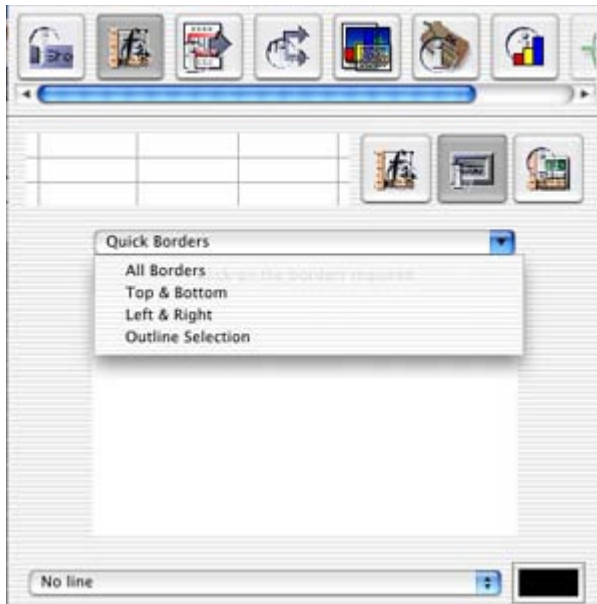 Quick Borders
All Borders
Top & Bottom
Left & Right
Outline Selection
No line